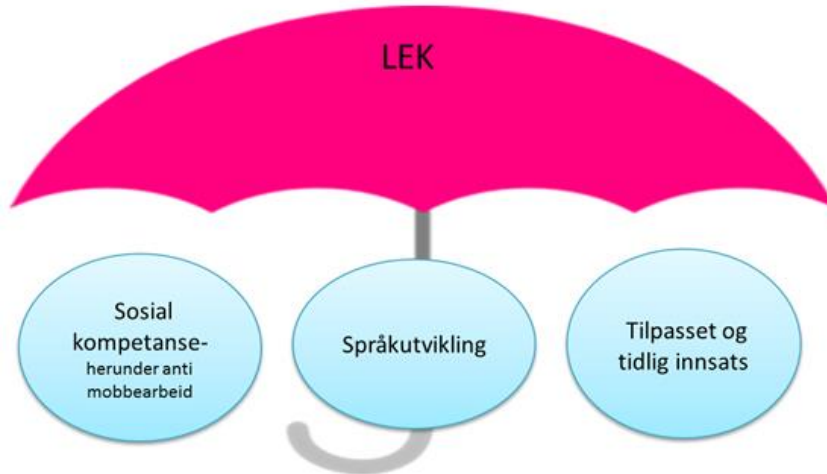 LEK
Sosial
kompetanse-
herunder anti
mobbearbeid
Språkutvikling
Tilpasset og
tidlig innsats